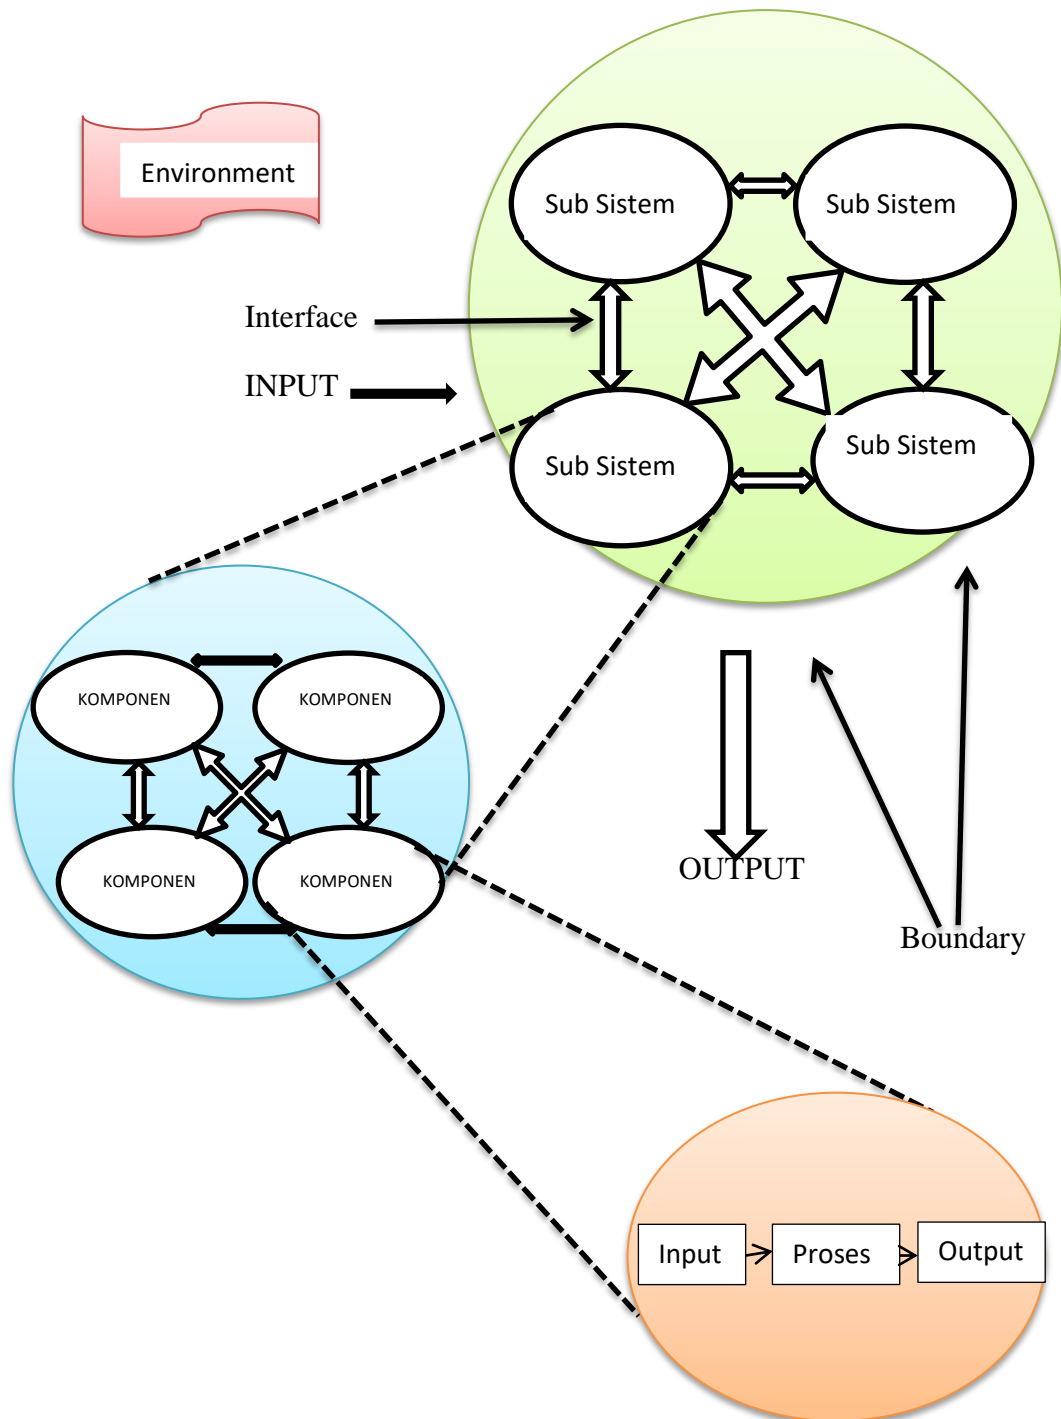 Environment
Sub Sistem
Sub Sistem
Interface
INPUT
Sub Sistem
Sub Sistem
KOMPONEN
KOMPONEN
KOMPONEN
KOMPONEN
OUTPUT
Boundary
Input
Proses
Output